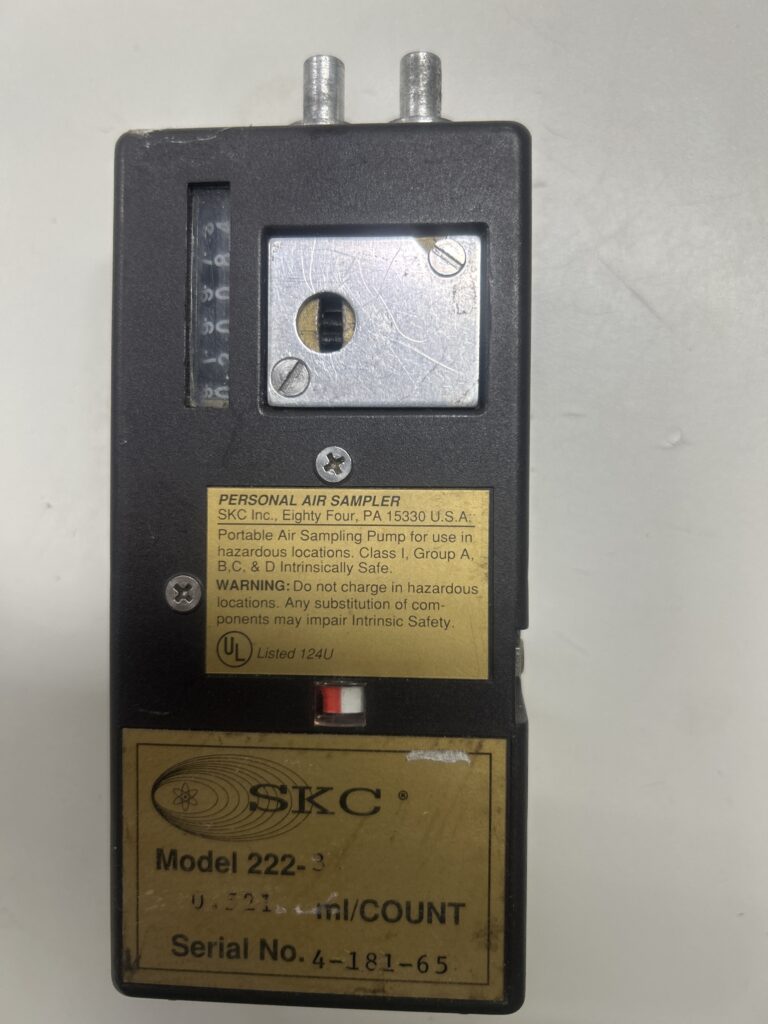 PERSONAL AIR SAMPLER
SKC Inc., Eighty Four, PA 15330 U.S.A.
Portable Air Sampling Pump for use in
hazardous locations. Class I, Group A,
B,C, & D Intrinsically Safe.
WARNING: Do not charge in hazardous
locations. Any substitution of com-
ponents may impair Intrinsic Safety.
UL Listed 124U
SKC ®
Model 222-3
ml/COUNT
Serial No. 4-181-65